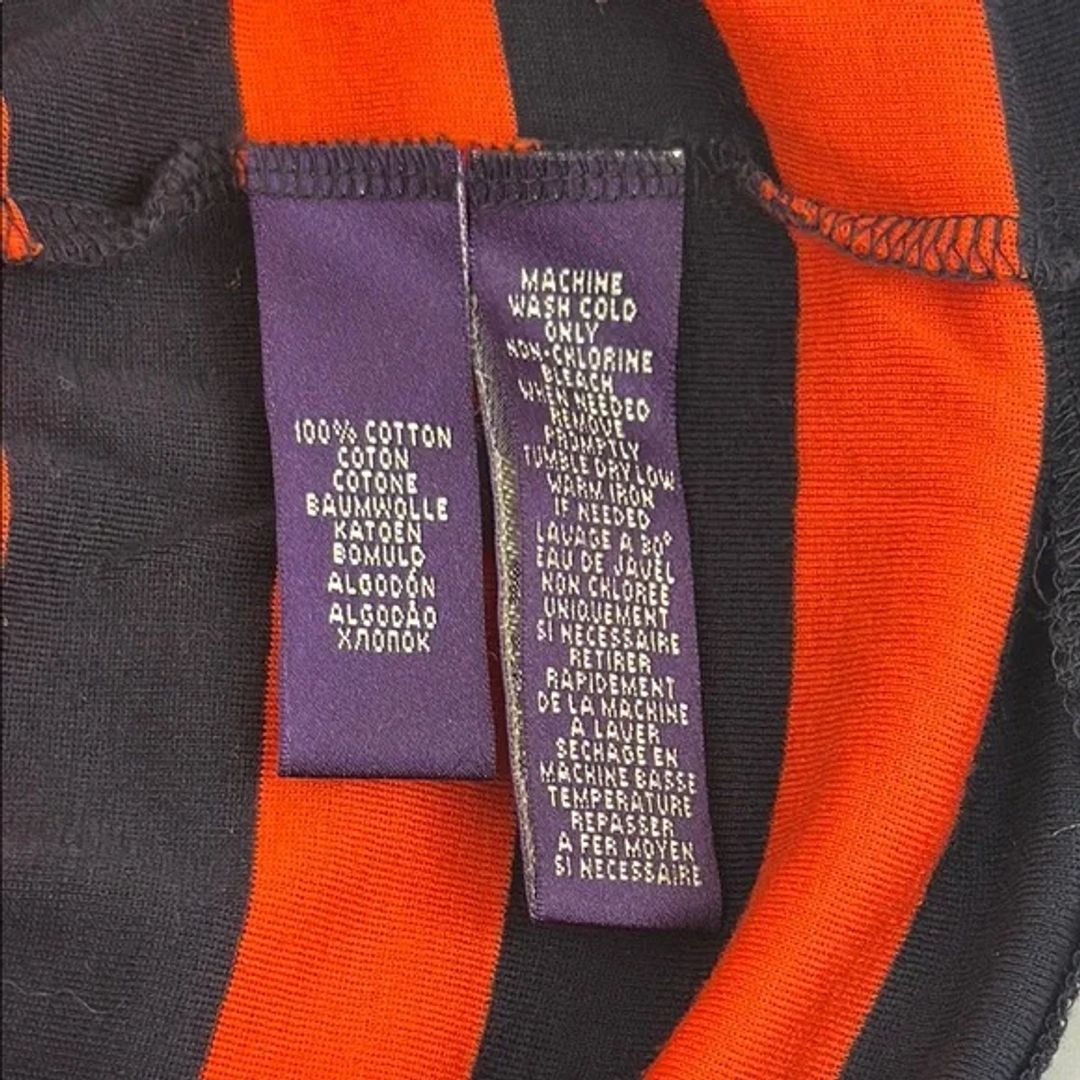 100% COTTON
COTON
COTONE
BAUMWOLLE
KATOEN
BOMULD
ALGODÓN
ALGODÃO
ХЛОПОК
MACHINE
WASH COLD
ONLY
NON-CHLORINE
BLEACH
WHEN NEEDED
REMOVE
PROMPTLY
TUMBLE DRY LOW
WARM IRON
IF NEEDED
LAVAGE A 30°
EAU DE JAVEL
NON CHLOREE
UNIQUEMENT
SI NECESSAIRE
RETIRER
RAPIDEMENT
DE LA MACHINE
A LAVER
SECHAGE EN
MACHINE BASSE
TEMPERATURE
REPASSER
A FER MOYEN
SI NECESSAIRE